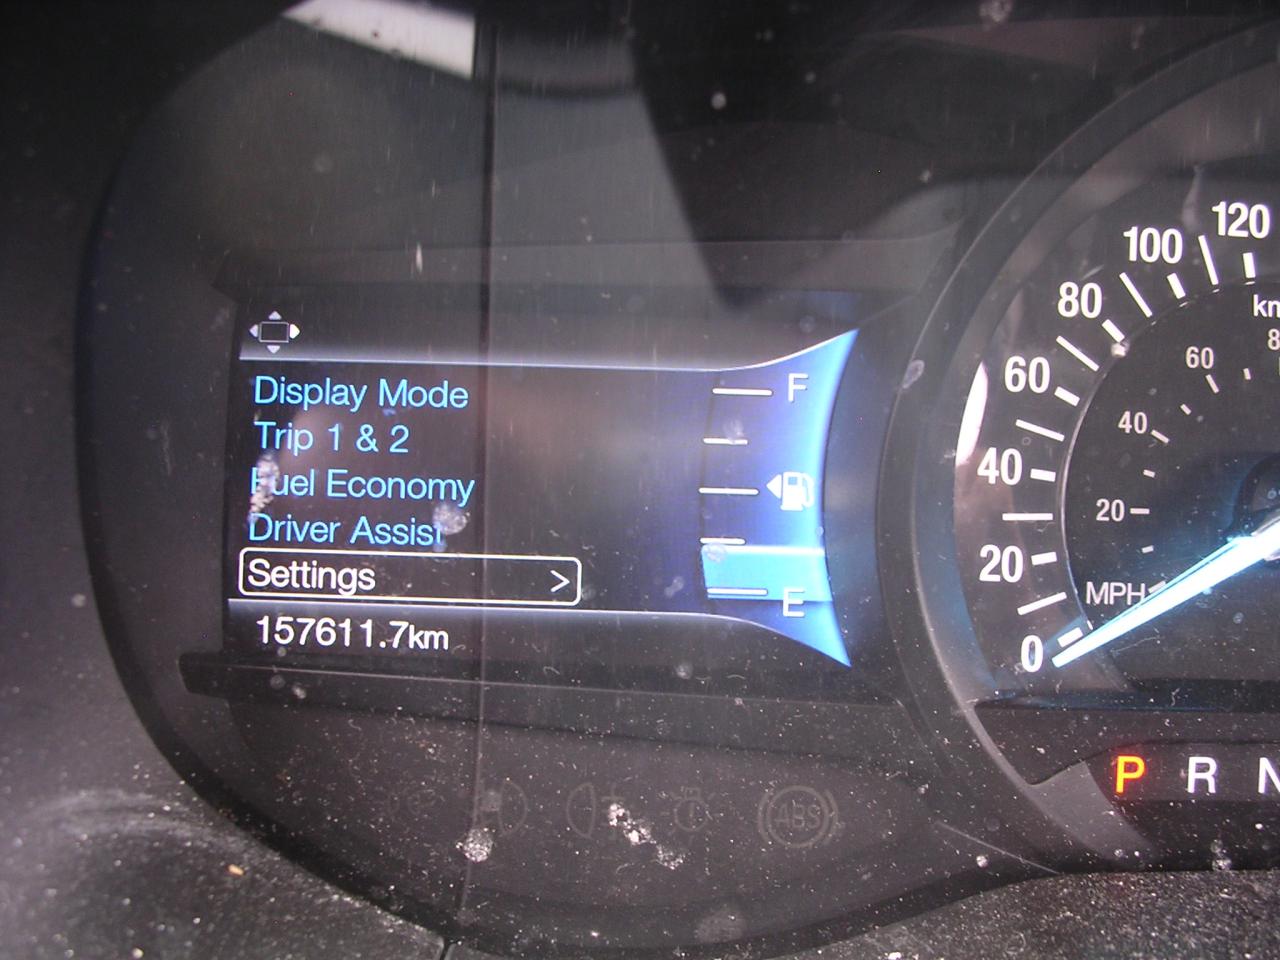 Display Mode
Trip 1 & 2
Fuel Economy
Driver Assist
Settings >
157611.7km
F
E
120
100
80
60
40
20
0
60
40
20
MPH
P R N
ABS